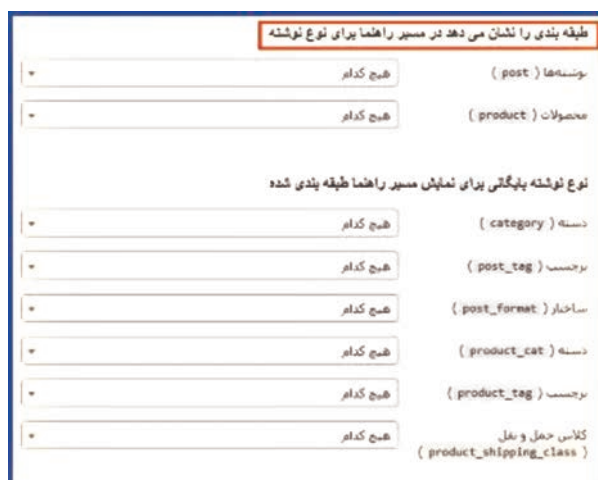 طبقه بندی را نشان می دهد در مسیر راهنما برای نوع نوشته
نوشته‌ها ( post ) هیچ کدام
محصولات ( product ) هیچ کدام
نوع نوشته بایگانی برای نمایش مسیر راهنما طبقه بندی شده
دسته ( category ) هیچ کدام
برچسب ( post_tag ) هیچ کدام
ساختار ( post_format ) هیچ کدام
دسته ( product_cat ) هیچ کدام
برچسب ( product_tag ) هیچ کدام
کلاس حمل و نقل هیچ کدام
( product_shipping_class )